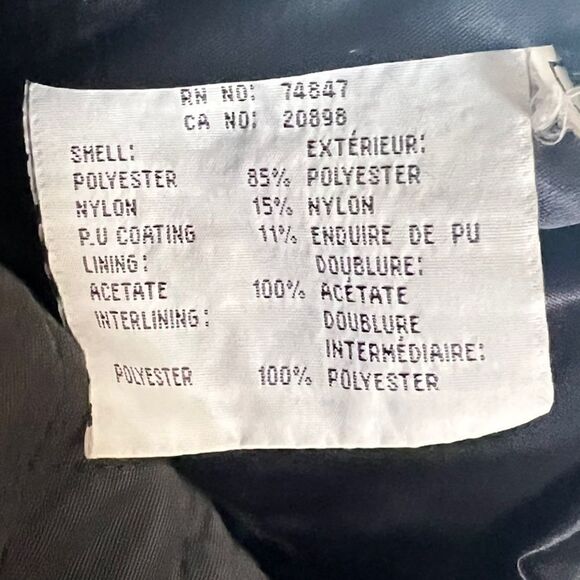 RN NO: 74847
CA NO: 20898
SHELL: EXTÉRIEUR:
POLYESTER 85% POLYESTER
NYLON 15% NYLON
P.U COATING 11% ENDUIRE DE PU
LINING: DOUBLURE:
ACETATE 100% ACÉTATE
INTERLINING: DOUBLURE
INTERMÉDIAIRE:
POLYESTER 100% POLYESTER